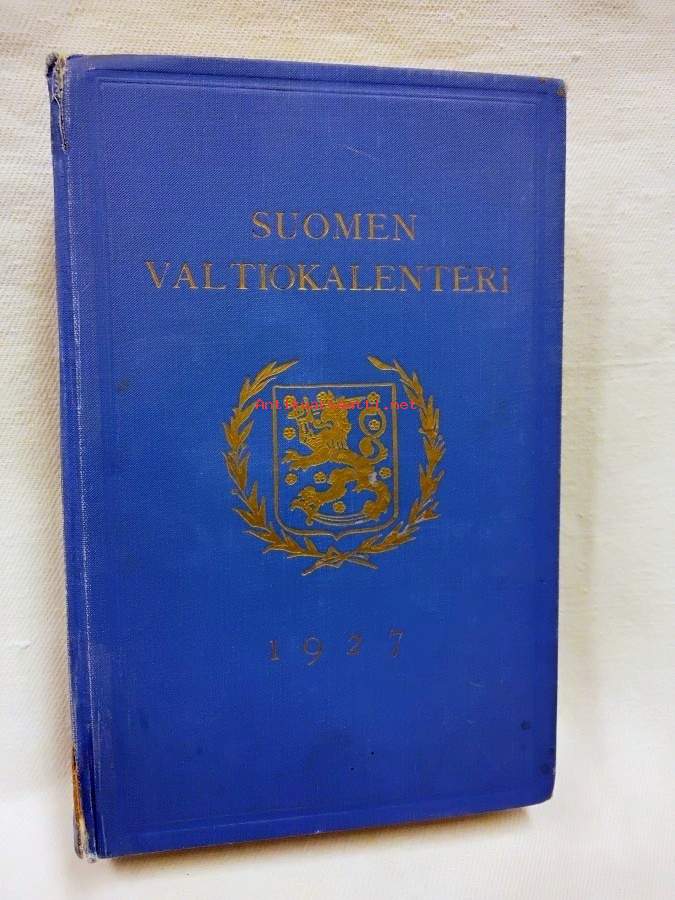 SUOMEN
VALTIOKALENTERI
Antikvariaatti.net
1927